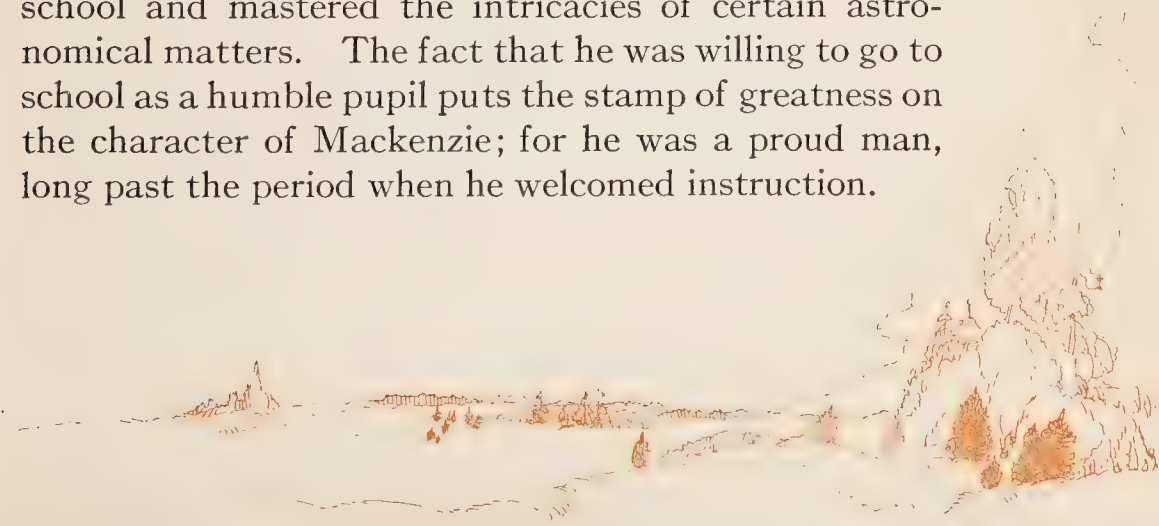 school and mastered the intricacies of certain astro-
nomical matters. The fact that he was willing to go to
school as a humble pupil puts the stamp of greatness on
the character of Mackenzie; for he was a proud man,
long past the period when he welcomed instruction.